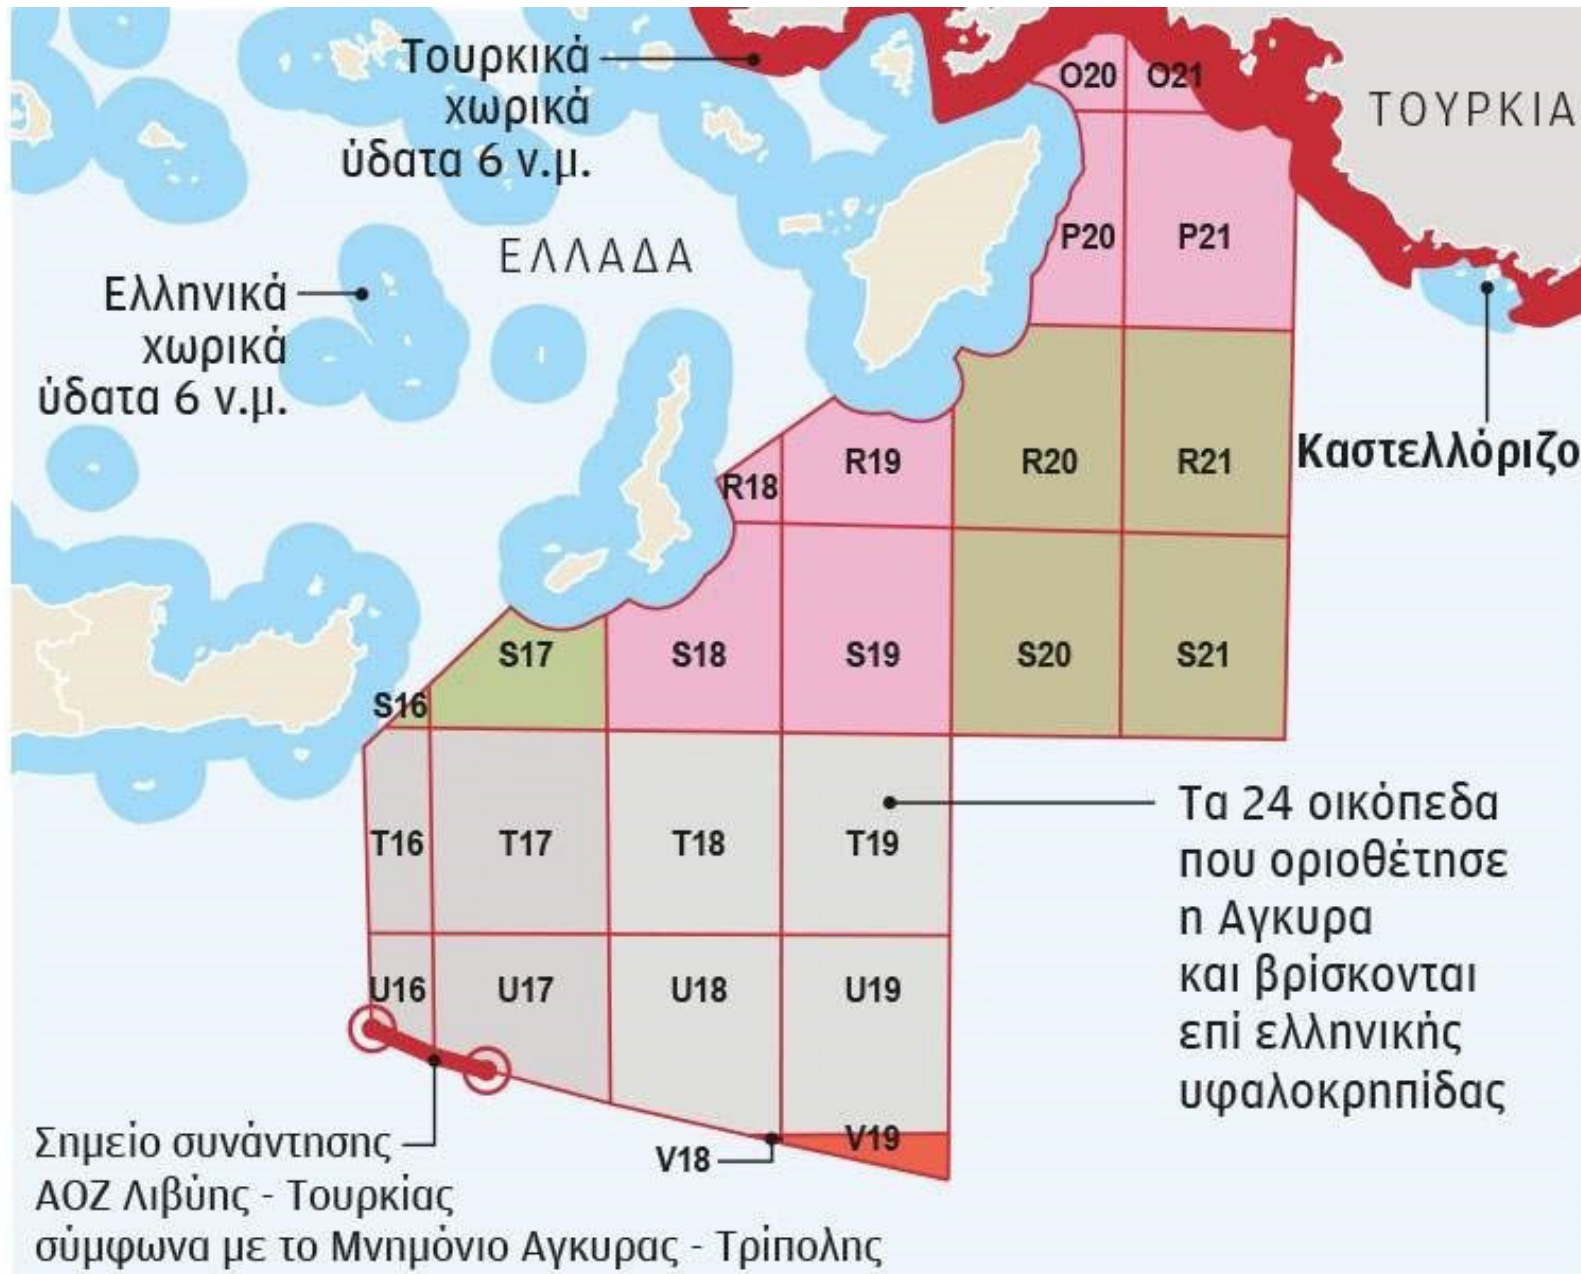 Τουρκικά
χωρικά
ύδατα 6 ν.μ.
O20
O21
ΤΟΥΡΚΙΑ
P20
P21
ΕΛΛΑΔΑ
Ελληνικά
χωρικά
ύδατα 6 ν.μ.
Καστελλόριζο
R18
R19
R20
R21
S16
S17
S18
S19
S20
S21
T16
T17
T18
T19
Τα 24 οικόπεδα
που οριοθέτησε
η Αγκυρα
και βρίσκονται
επί ελληνικής
υφαλοκρηπίδας
U16
U17
U18
U19
V18
V19
Σημείο συνάντησης
ΑΟΖ Λιβύης - Τουρκίας
σύμφωνα με το Μνημόνιο Αγκυρας - Τρίπολης